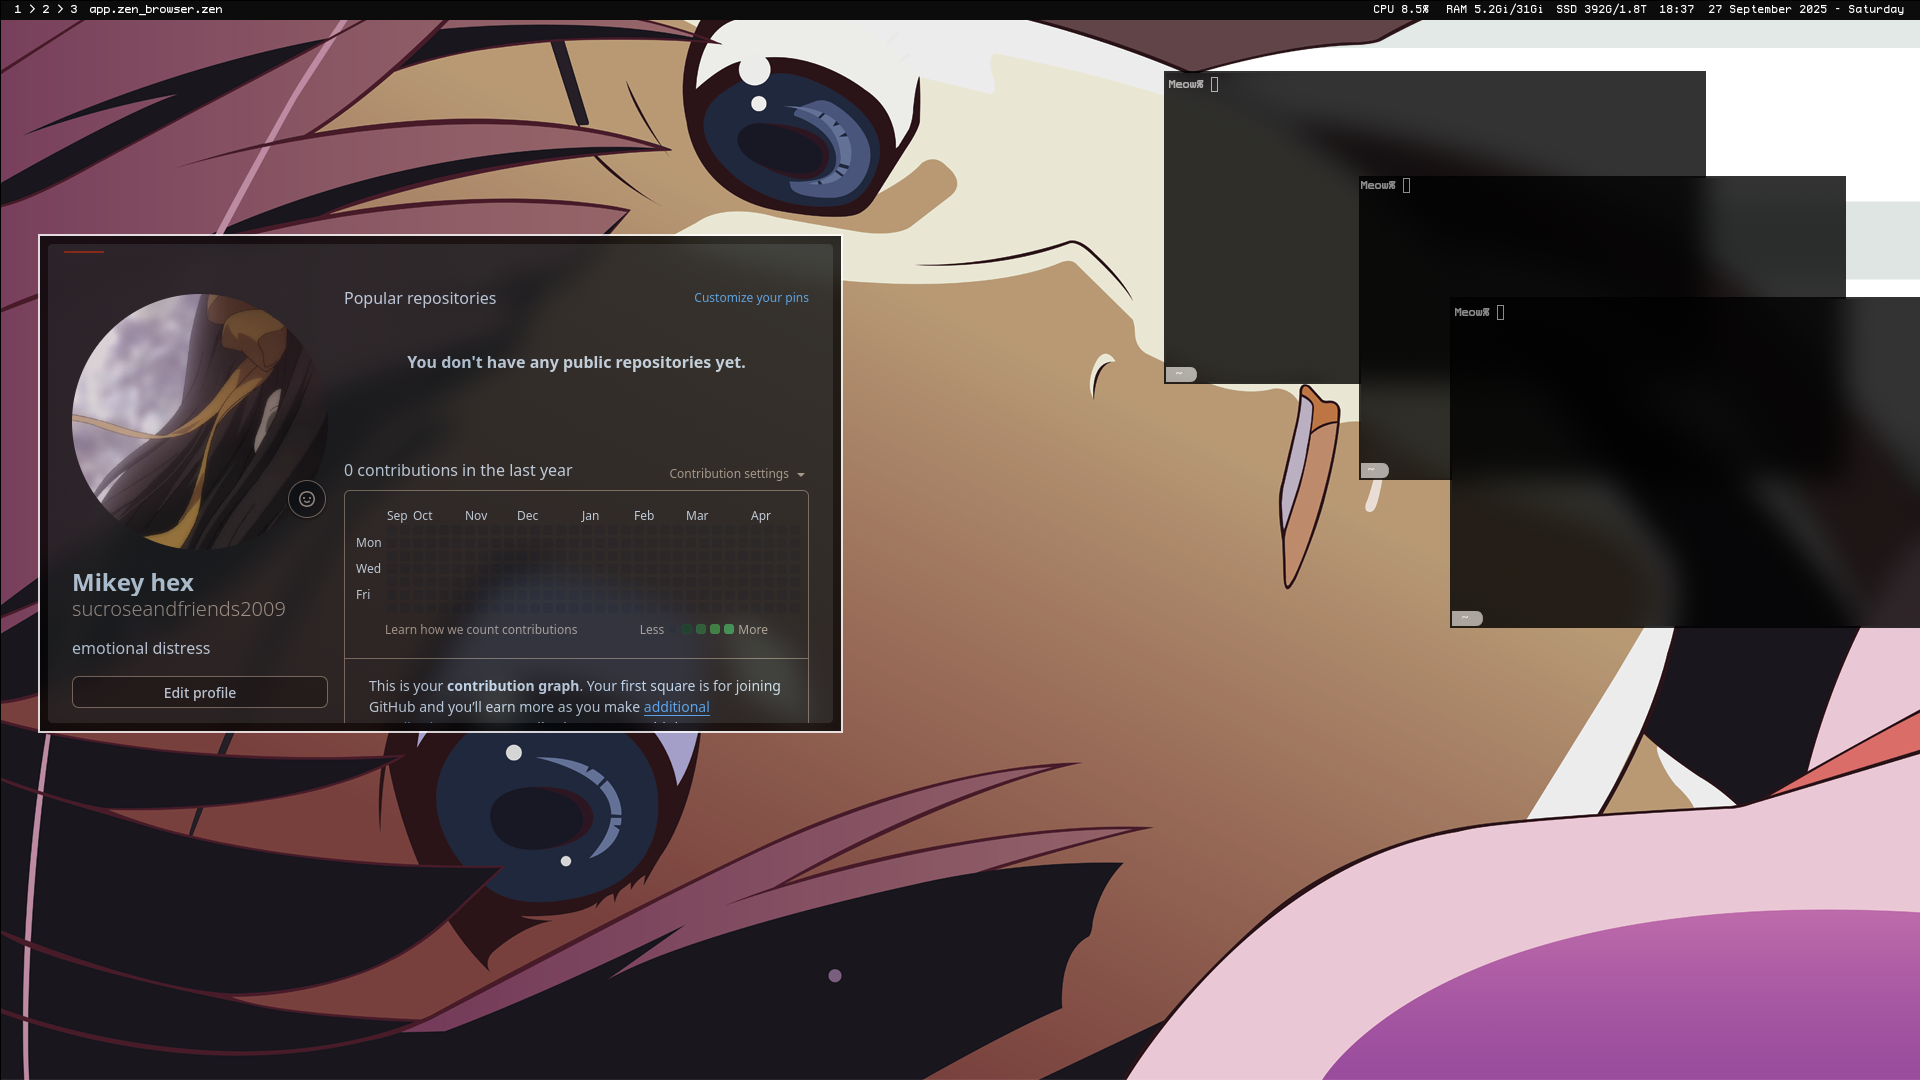 1 > 2 > 3 app.zen_browser.zen
CPU 8.5% RAM 5.2Gi/31Gi SSD 392G/1.8T 18:37 27 September 2025 - Saturday
Meow%
~
Meow%
~
Meow%
~
Popular repositories
Customize your pins
You don't have any public repositories yet.
0 contributions in the last year
Contribution settings
Sep Oct Nov Dec Jan Feb Mar Apr
Mon
Wed
Fri
Learn how we count contributions
Less More
Mikey hex
sucroseandfriends2009
emotional distress
Edit profile
This is your contribution graph. Your first square is for joining
GitHub and you’ll earn more as you make additional